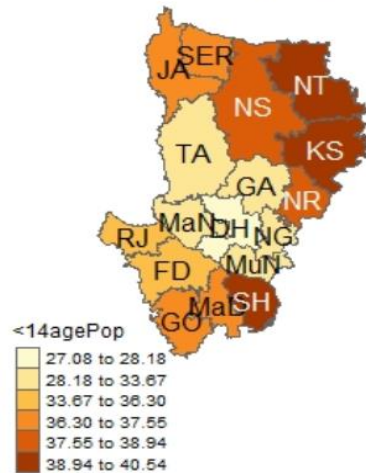 SER
JA
NT
NS
KS
TA
GA
NR
MaN
DH
NG
RJ
MuN
FD
SH
MaD
GO
<14agePop
27.08 to 28.18
28.18 to 33.67
33.67 to 36.30
36.30 to 37.55
37.55 to 38.94
38.94 to 40.54